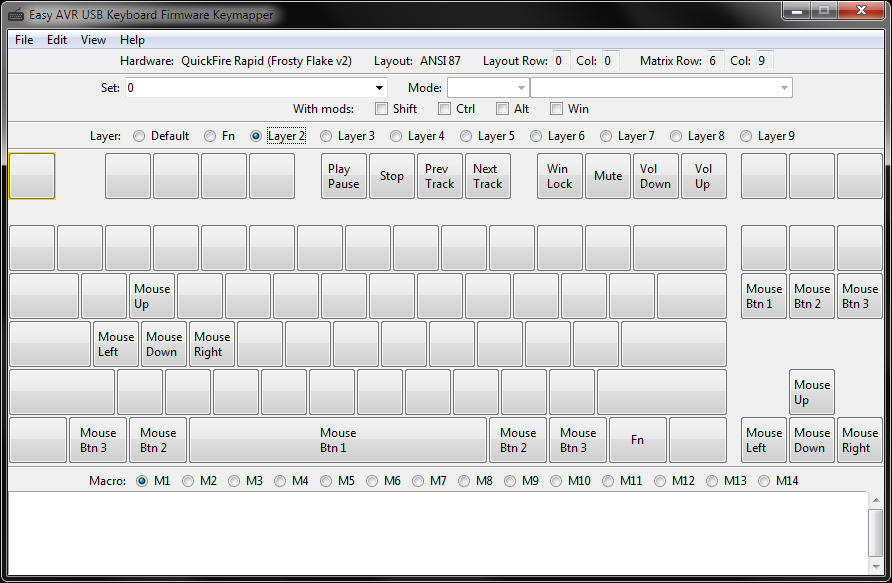 Easy AVR USB Keyboard Firmware Keymapper
File Edit View Help
Hardware: QuickFire Rapid (Frosty Flake v2) Layout: ANSI 87 Layout Row: 0 Col: 0 Matrix Row: 6 Col: 9
Set: 0 Mode:
With mods: Shift Ctrl Alt Win
Layer: Default Fn Layer 2 Layer 3 Layer 4 Layer 5 Layer 6 Layer 7 Layer 8 Layer 9
Play Pause Stop Prev Track Next Track Win Lock Mute Vol Down Vol Up
Mouse Up Mouse Btn 1 Mouse Btn 2 Mouse Btn 3
Mouse Left Mouse Down Mouse Right
Mouse Up
Mouse Btn 3 Mouse Btn 2 Mouse Btn 1 Mouse Btn 2 Mouse Btn 3 Fn Mouse Left Mouse Down Mouse Right
Macro: M1 M2 M3 M4 M5 M6 M7 M8 M9 M10 M11 M12 M13 M14